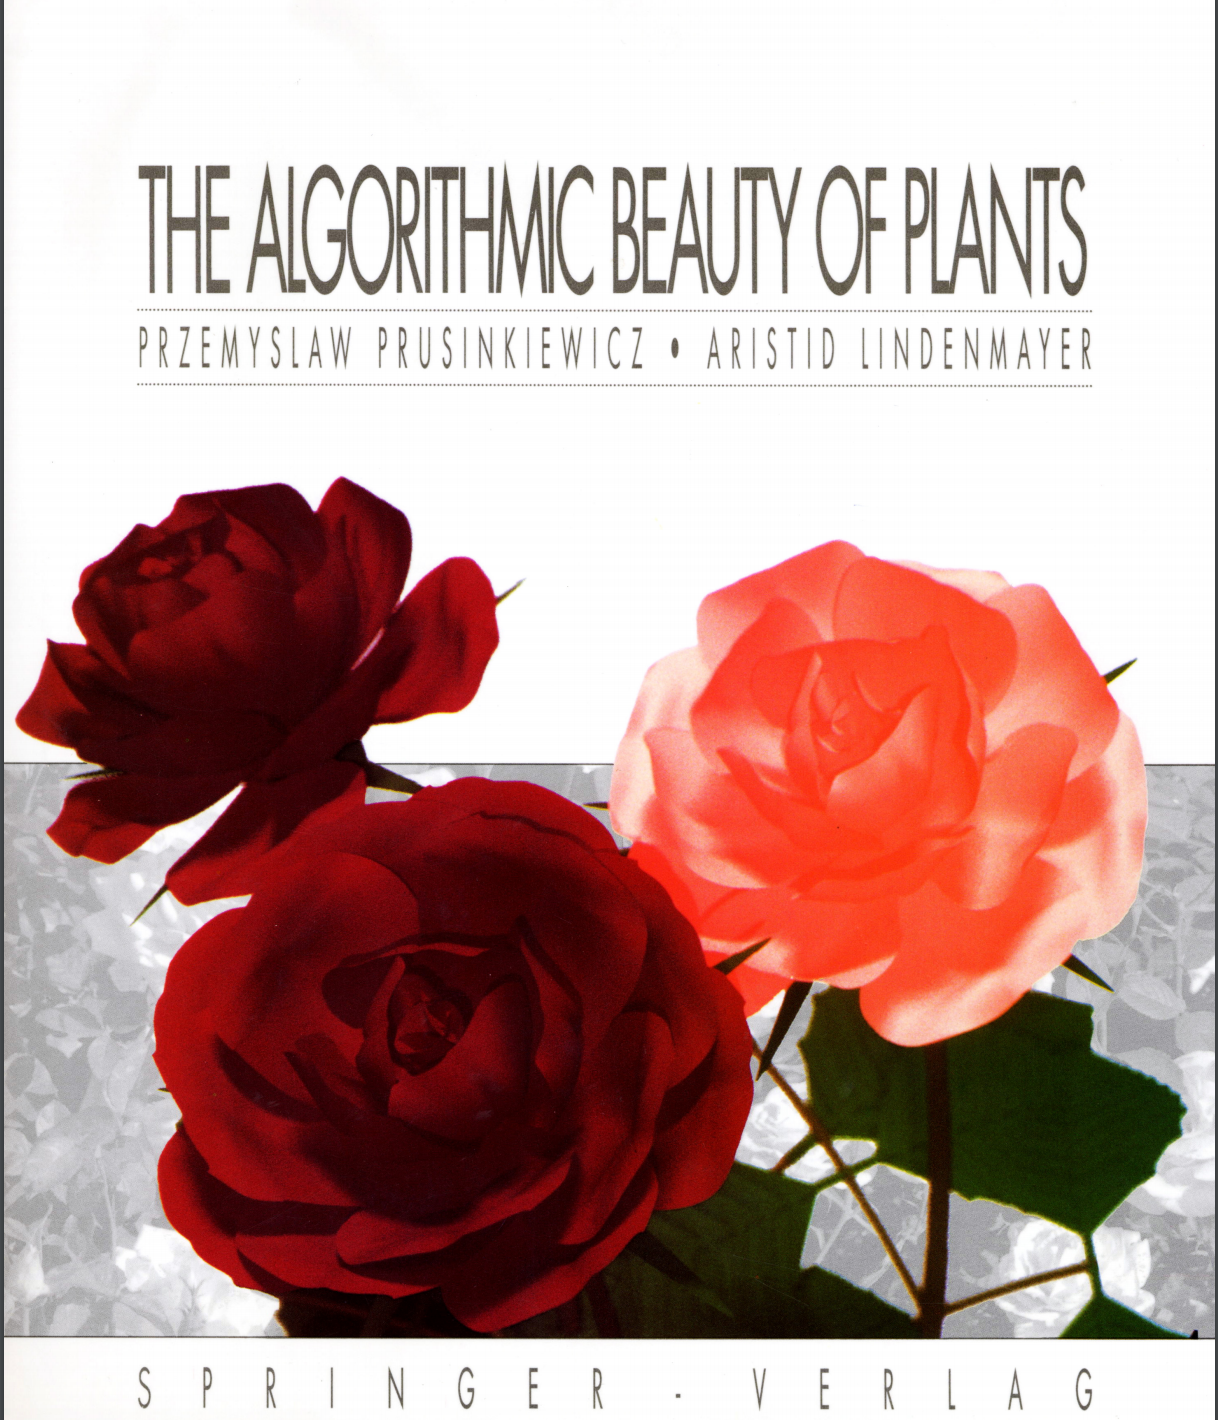 THE ALGORITHMIC BEAUTY OF PLANTS
PRZEMYSLAW PRUSINKIEWICZ • ARISTID LINDENMAYER
SPRINGER - VERLAG